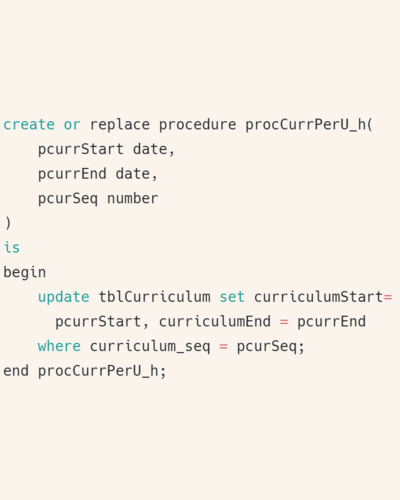 create or replace procedure procCurrPerU_h(
    pcurrStart date,
    pcurrEnd date,
    pcurSeq number
)
is
begin
    update tblCurriculum set curriculumStart=
      pcurrStart, curriculumEnd = pcurrEnd
    where curriculum_seq = pcurSeq;
end procCurrPerU_h;